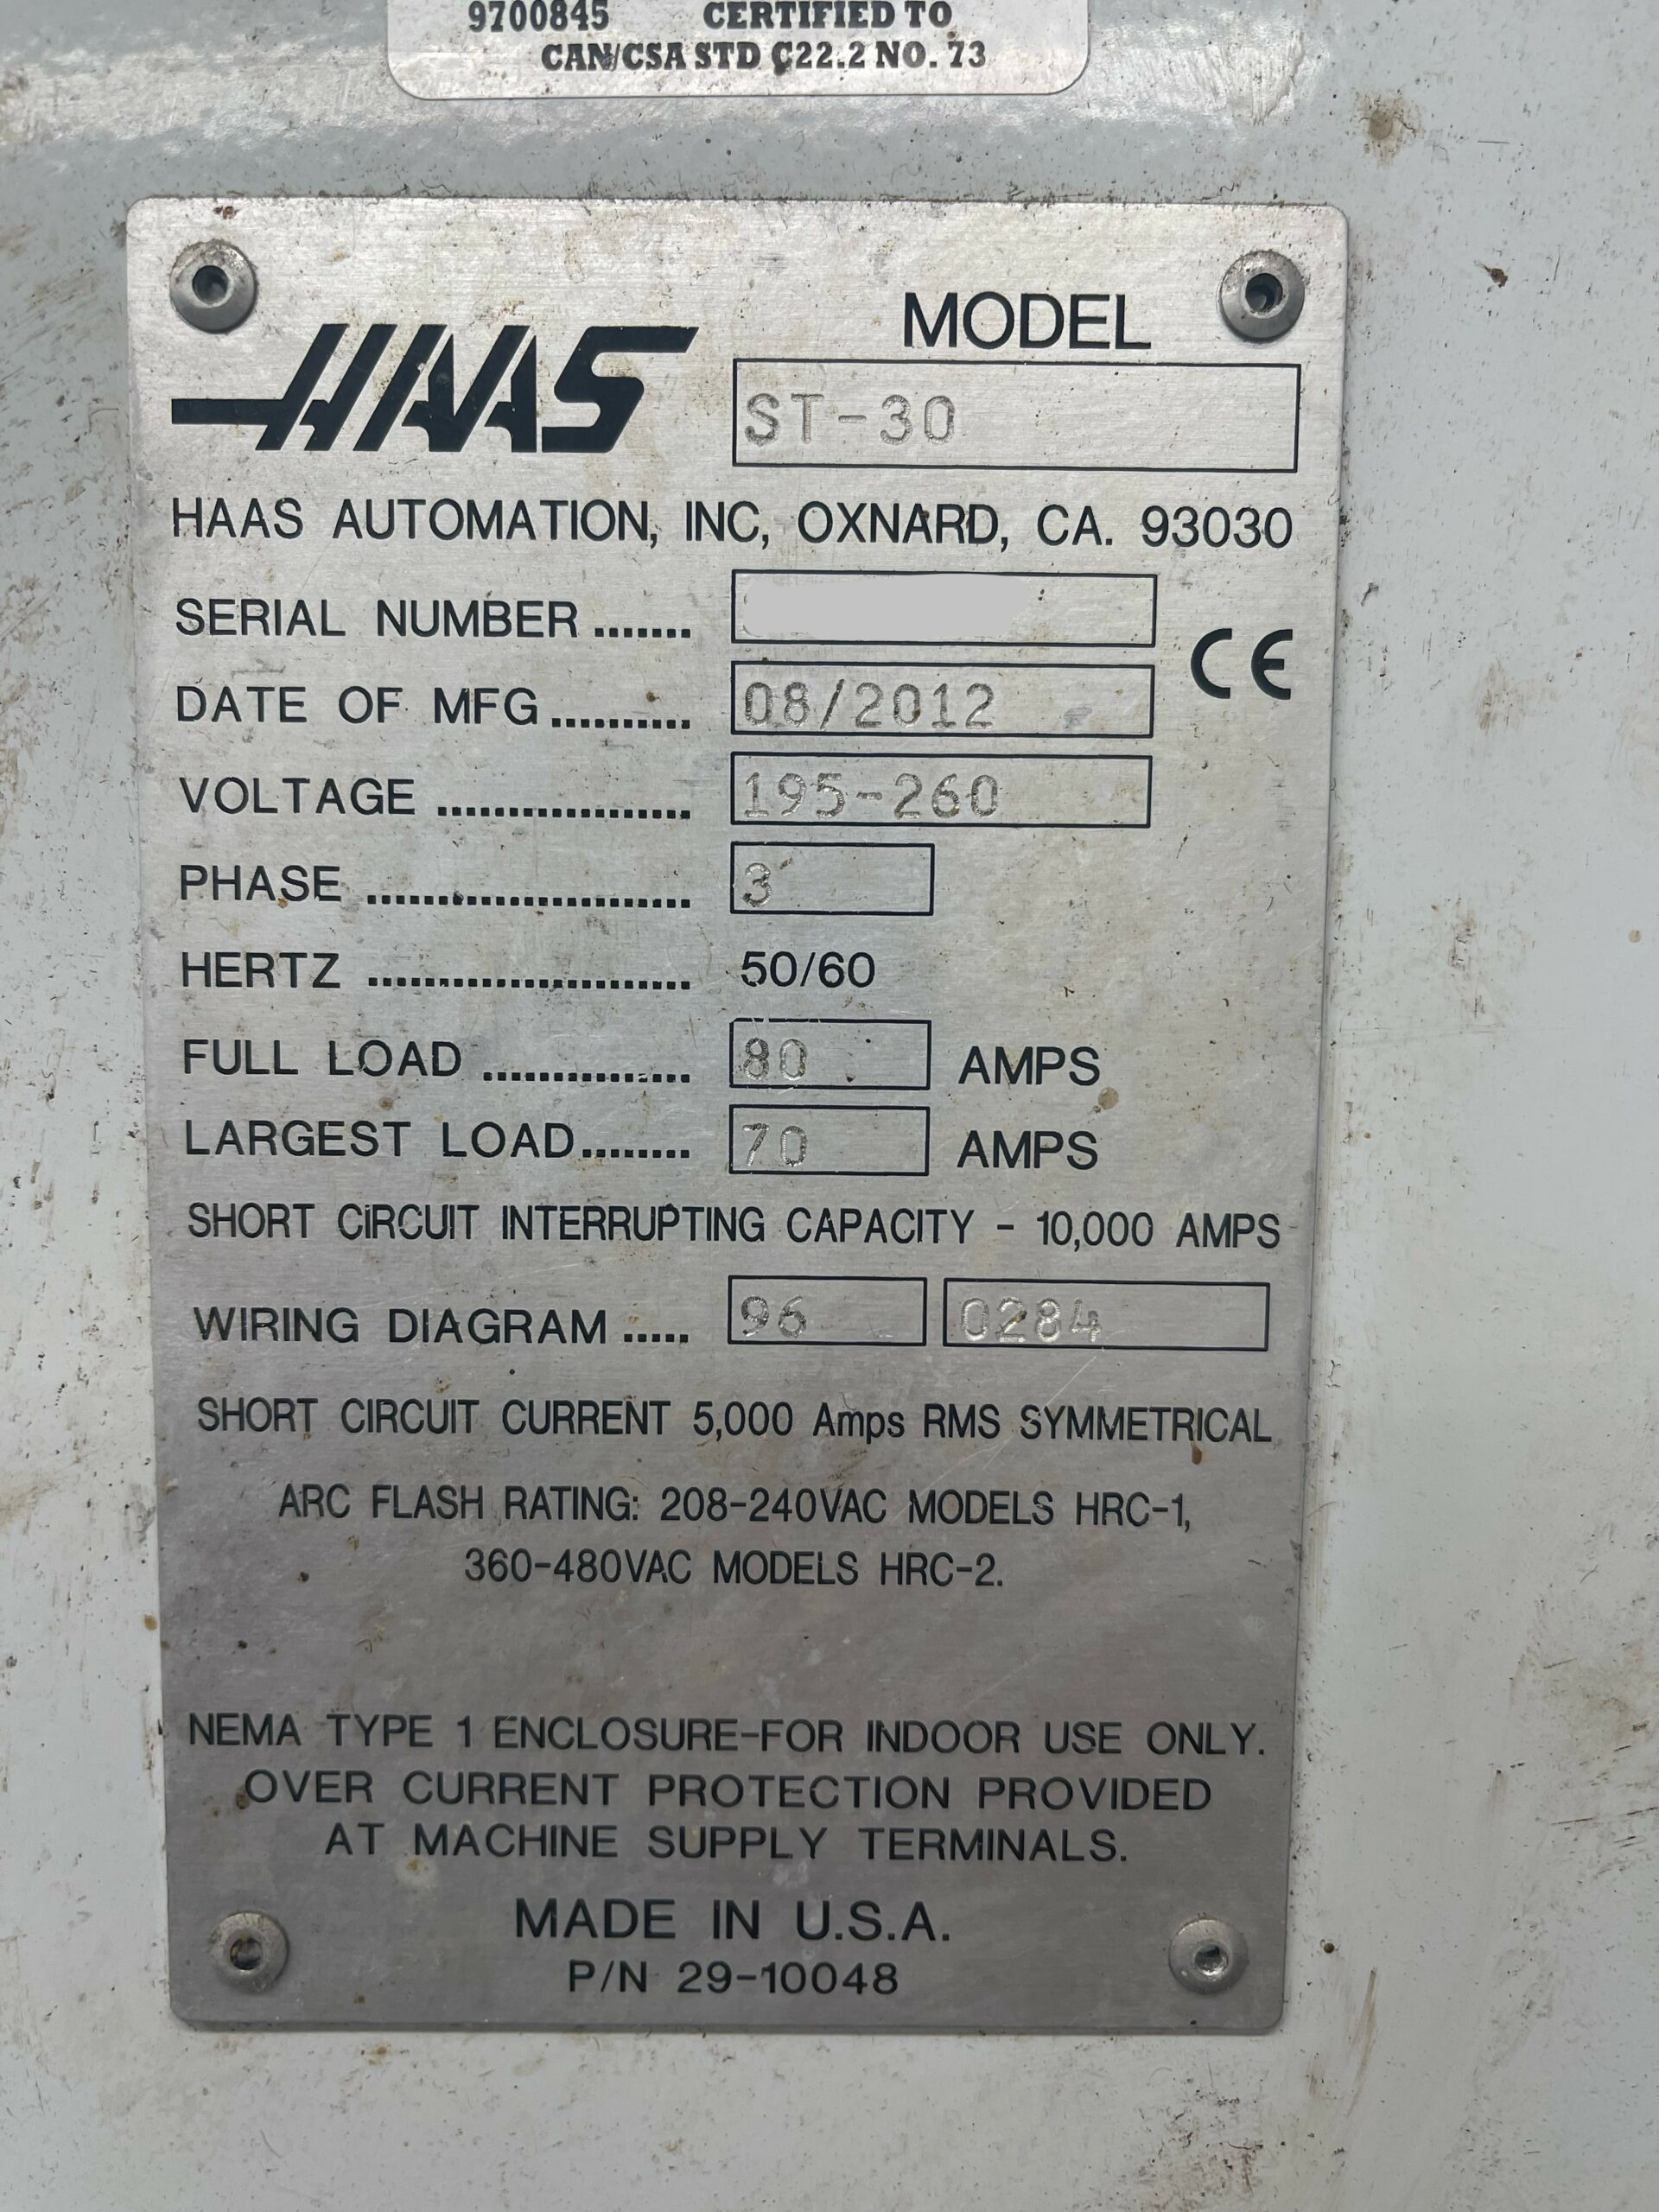 9700845 CERTIFIED TO
CAN/CSA STD C22.2 NO. 73
HAAS
MODEL
ST-30
HAAS AUTOMATION, INC, OXNARD, CA. 93030
SERIAL NUMBER .......
CE
DATE OF MFG .......... 08/2012
VOLTAGE .................. 195-260
PHASE ....................... 3
HERTZ ....................... 50/60
FULL LOAD ............... 80 AMPS
LARGEST LOAD........ 70 AMPS
SHORT CIRCUIT INTERRUPTING CAPACITY - 10,000 AMPS
WIRING DIAGRAM ..... 96 0284
SHORT CIRCUIT CURRENT 5,000 Amps RMS SYMMETRICAL
ARC FLASH RATING: 208-240VAC MODELS HRC-1,
360-480VAC MODELS HRC-2.
NEMA TYPE 1 ENCLOSURE-FOR INDOOR USE ONLY.
OVER CURRENT PROTECTION PROVIDED
AT MACHINE SUPPLY TERMINALS.
MADE IN U.S.A.
P/N 29-10048